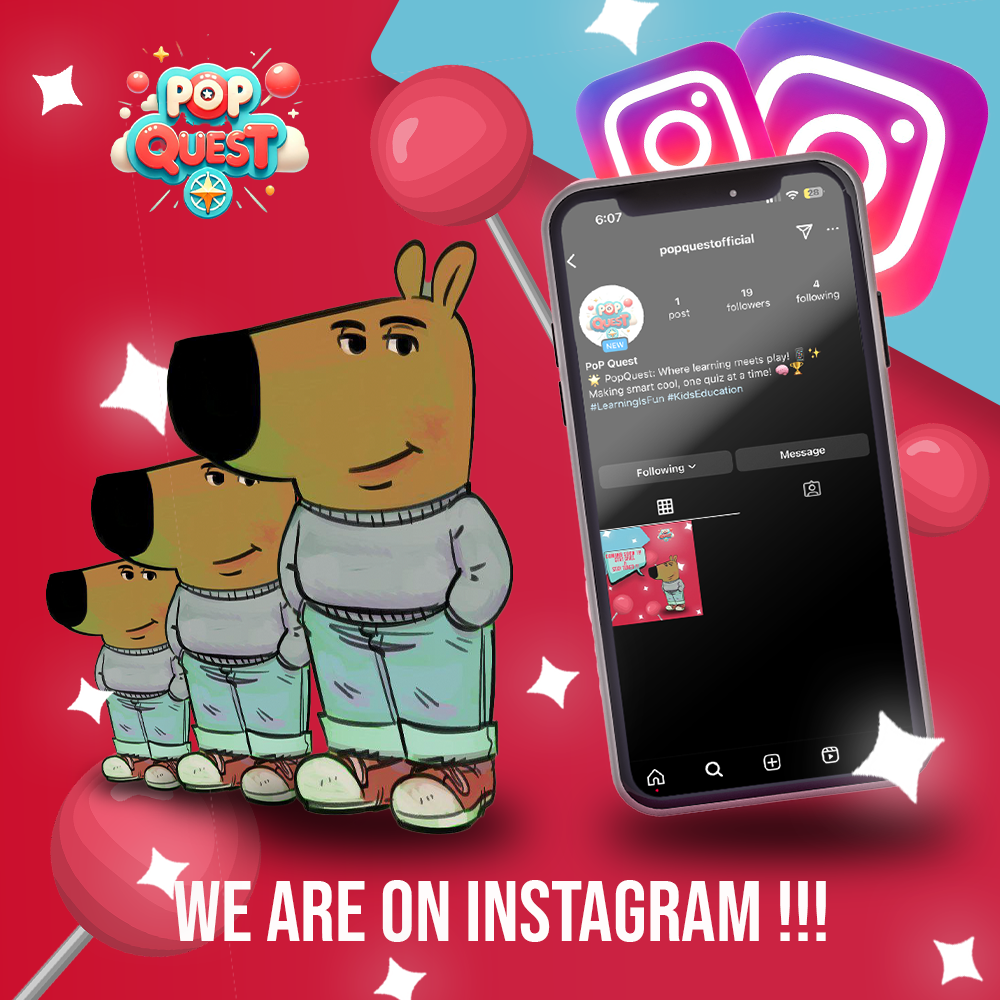 POP
QUEST
6:07
28
popquestofficial
1
post
19
followers
4
following
NEW
PoP Quest
🌟 PopQuest: Where learning meets play! 📱✨
Making smart cool, one quiz at a time! 🧠🏆
#LearningIsFun #KidsEducation
Following
Message
WE ARE ON INSTAGRAM !!!